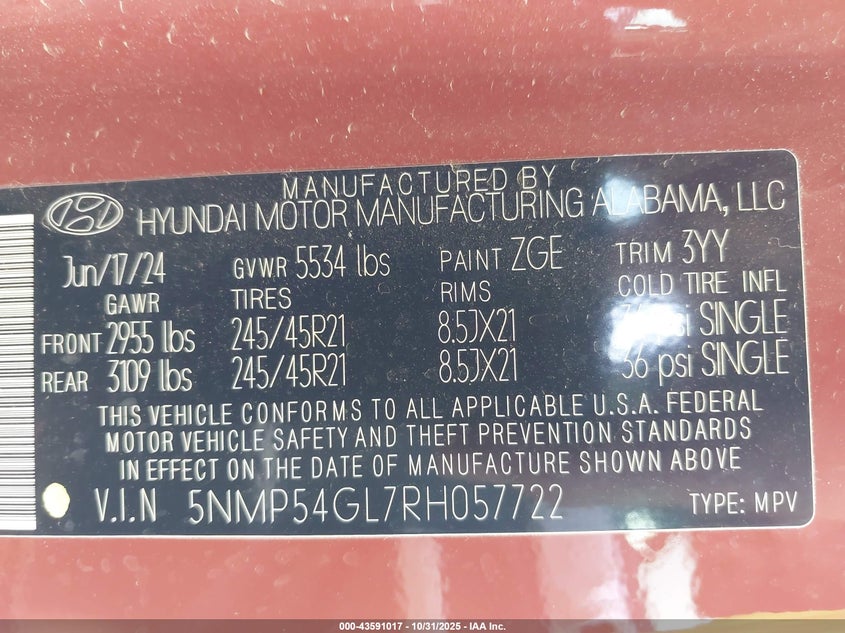 MANUFACTURED BY
HYUNDAI MOTOR MANUFACTURING ALABAMA, LLC
Jun/17/24 GVWR 5534 lbs PAINT ZGE TRIM 3YY
GAWR TIRES RIMS COLD TIRE INFL
FRONT 2955 lbs 245/45R21 8.5JX21 psi SINGLE
REAR 3109 lbs 245/45R21 8.5JX21 36 psi SINGLE
THIS VEHICLE CONFORMS TO ALL APPLICABLE U.S.A. FEDERAL
MOTOR VEHICLE SAFETY AND THEFT PREVENTION STANDARDS
IN EFFECT ON THE DATE OF MANUFACTURE SHOWN ABOVE
V.I.N 5NMP54GL7RH057722 TYPE: MPV
000-43591017 - 10/31/2025 - IAA Inc.